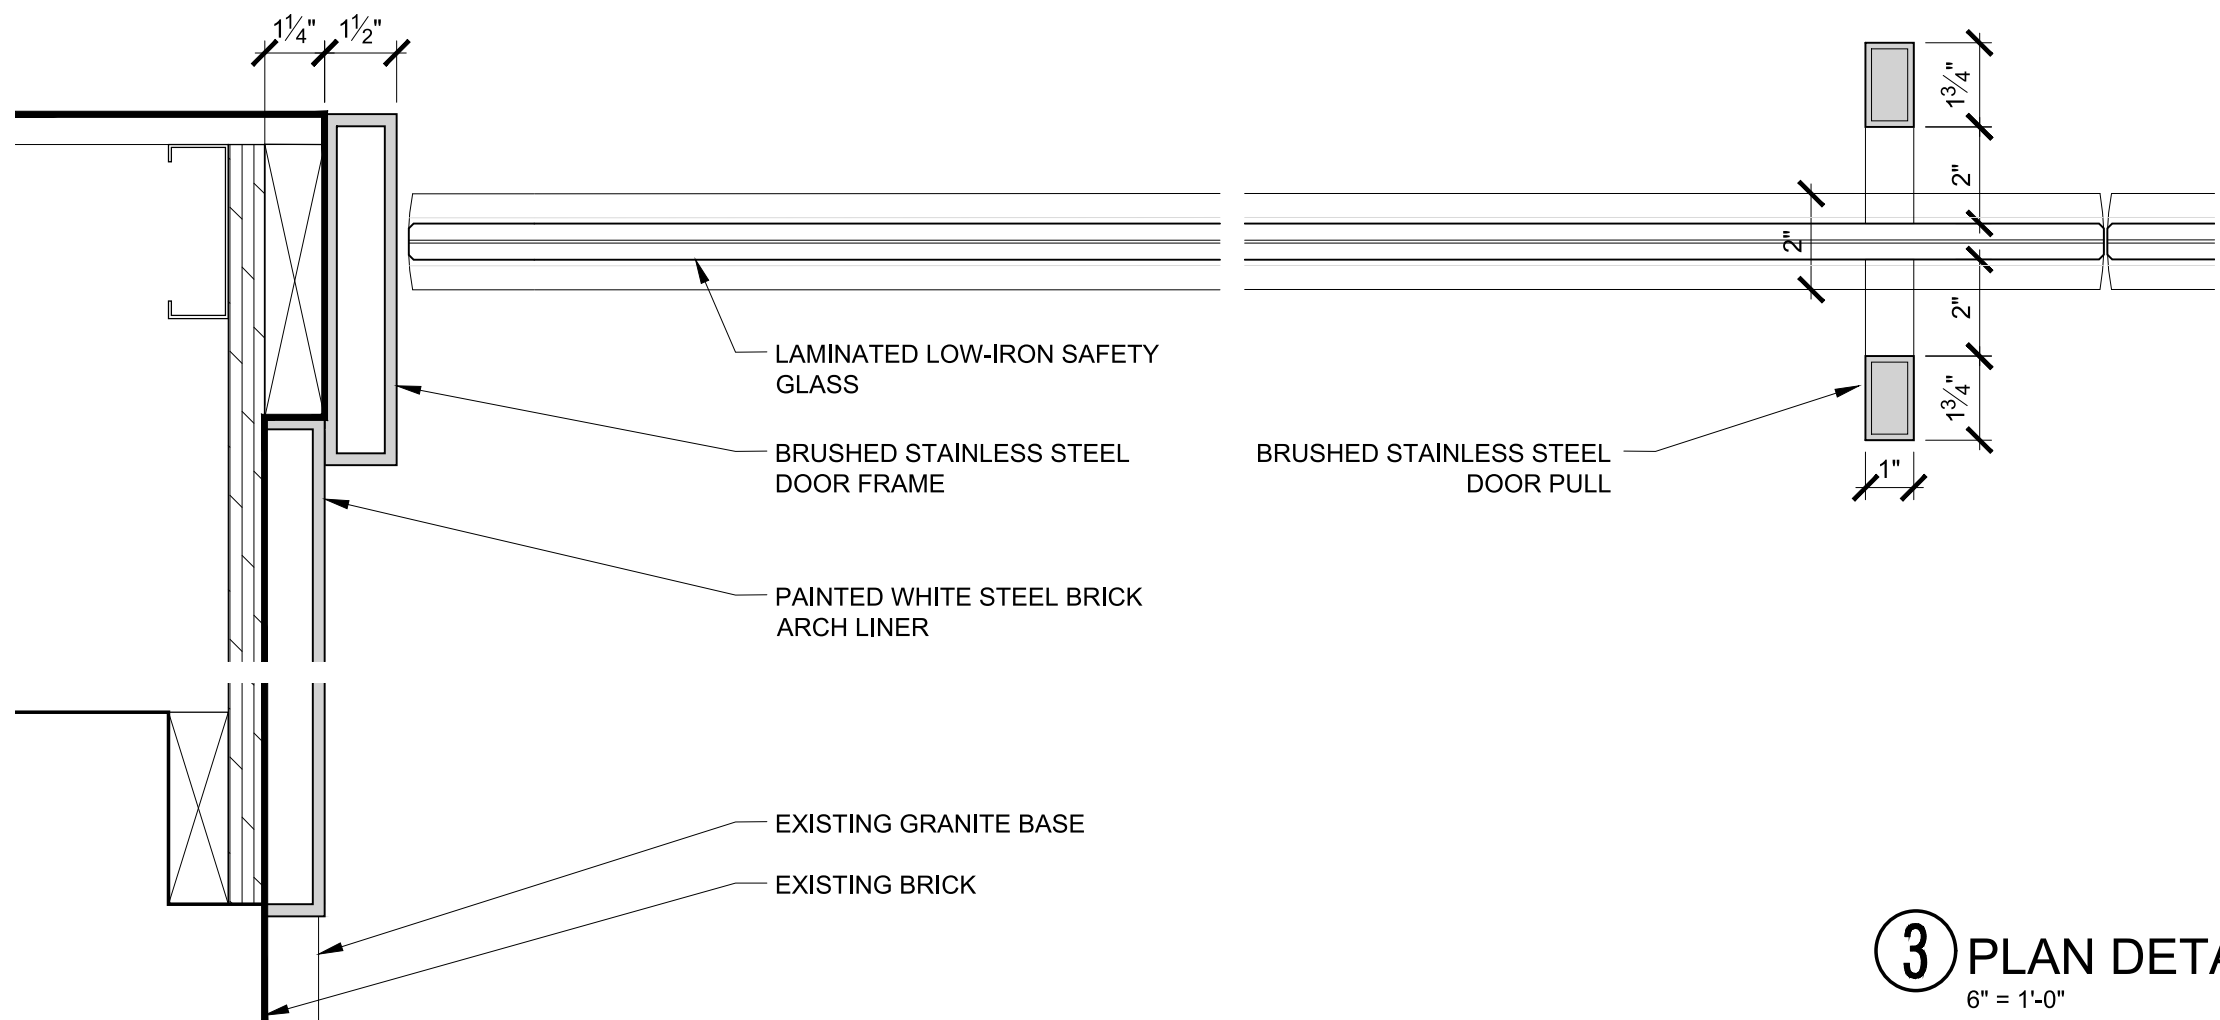 1¼" 1½"
1¾"
2"
2"
2"
1¾"
LAMINATED LOW-IRON SAFETY
GLASS
BRUSHED STAINLESS STEEL
DOOR FRAME
BRUSHED STAINLESS STEEL
DOOR PULL
1"
PAINTED WHITE STEEL BRICK
ARCH LINER
EXISTING GRANITE BASE
EXISTING BRICK
3 PLAN DETA
6" = 1'-0"